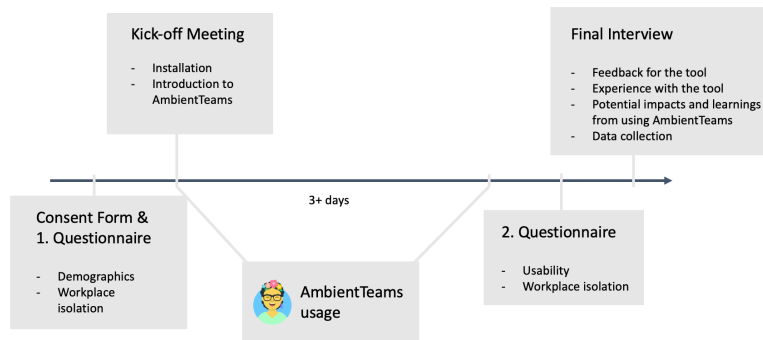 Kick-off Meeting
- Installation
- Introduction to
AmbientTeams
Final Interview
- Feedback for the tool
- Experience with the tool
- Potential impacts and learnings
from using AmbientTeams
- Data collection
3+ days
Consent Form &
1. Questionnaire
- Demographics
- Workplace
isolation
AmbientTeams
usage
2. Questionnaire
- Usability
- Workplace isolation